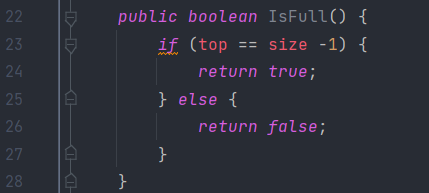 22 public boolean IsFull() {
23 if (top == size -1) {
24 return true;
25 } else {
26 return false;
27 }
28 }